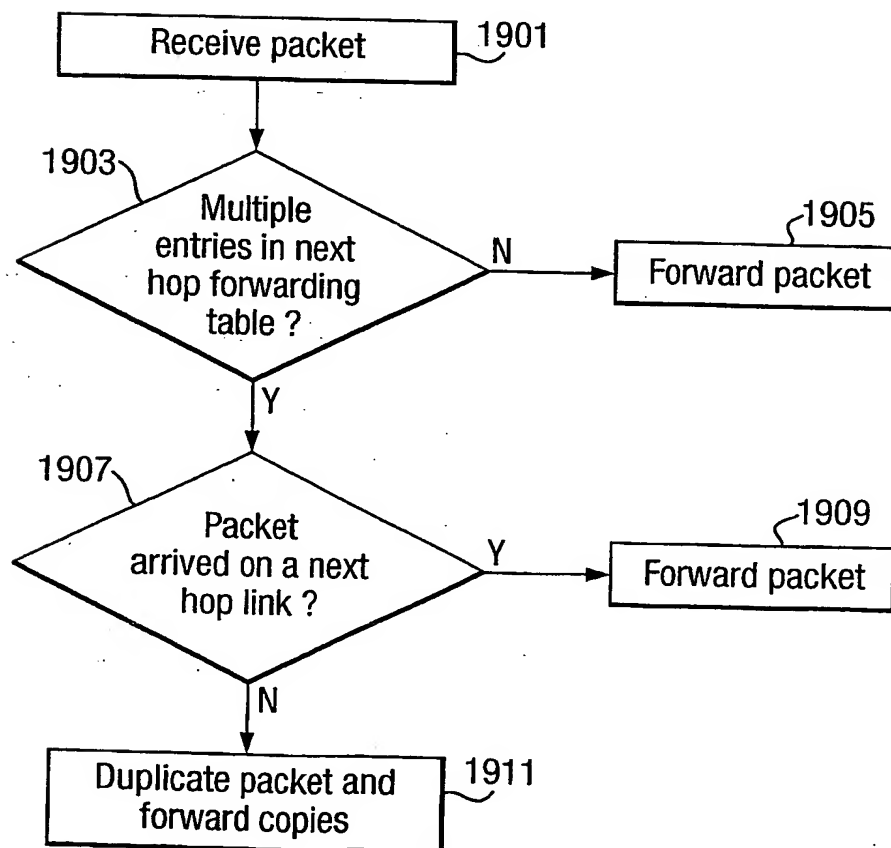 Receive packet
1901
1903
Multiple
entries in next
hop forwarding
table ?
N
1905
Forward packet
Y
1907
Packet
arrived on a next
hop link ?
Y
1909
Forward packet
N
Duplicate packet and
forward copies
1911